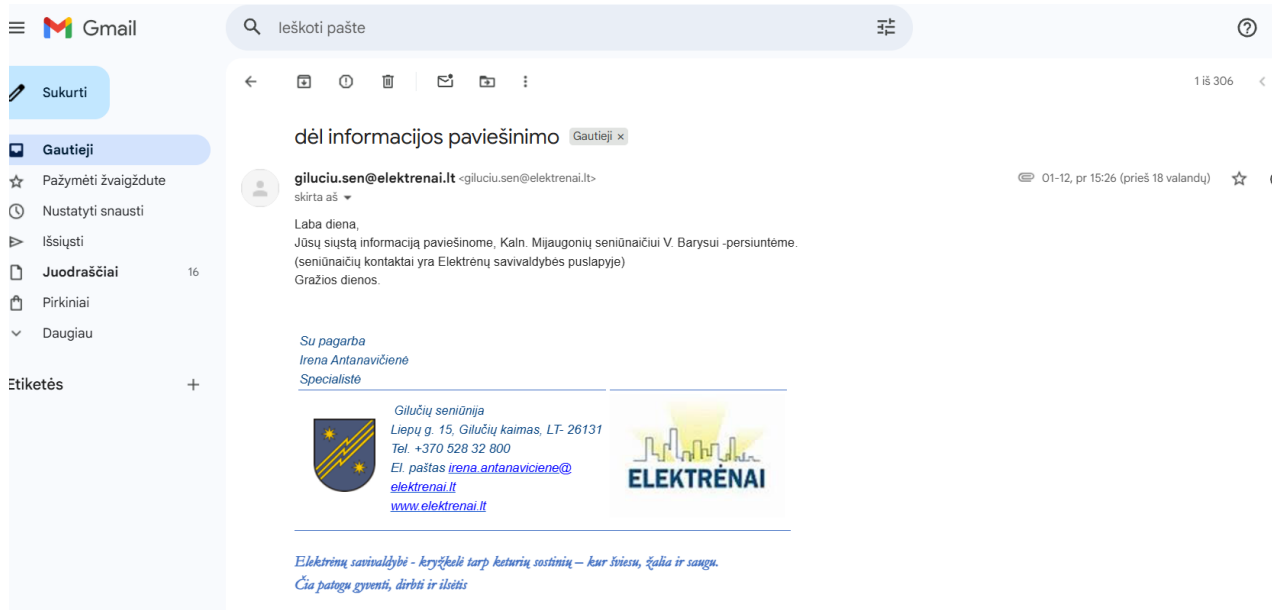 Gmail
Ieškoti pašte
Sukurti
1 iš 306
Gautieji
Pažymėti žvaigždute
Nustatyti snausti
Išsiųsti
Juodraščiai 16
Pirkiniai
Daugiau
Etiketės
dėl informacijos paviešinimo Gautieji ×
giluciu.sen@elektrenai.lt <giluciu.sen@elektrenai.lt>
01-12, pr 15:26 (prieš 18 valandų)
skirta aš
Laba diena,
Jūsų siųstą informaciją paviešinome, Kaln. Mijaugonių seniūnaičiui V. Barysui -persiuntėme.
(seniūnaičių kontaktai yra Elektrėnų savivaldybės puslapyje)
Gražios dienos.
Su pagarba
Irena Antanavičienė
Specialistė
Gilučių seniūnija
Liepų g. 15, Gilučių kaimas, LT- 26131
Tel. +370 528 32 800
El. paštas irena.antanaviciene@
elektrenai.lt
www.elektrenai.lt
ELEKTRĖNAI
Elektrėnų savivaldybė - kryžkelė tarp keturių sostinių – kur šviesu, žalia ir saugu.
Čia patogu gyventi, dirbti ir ilsėtis